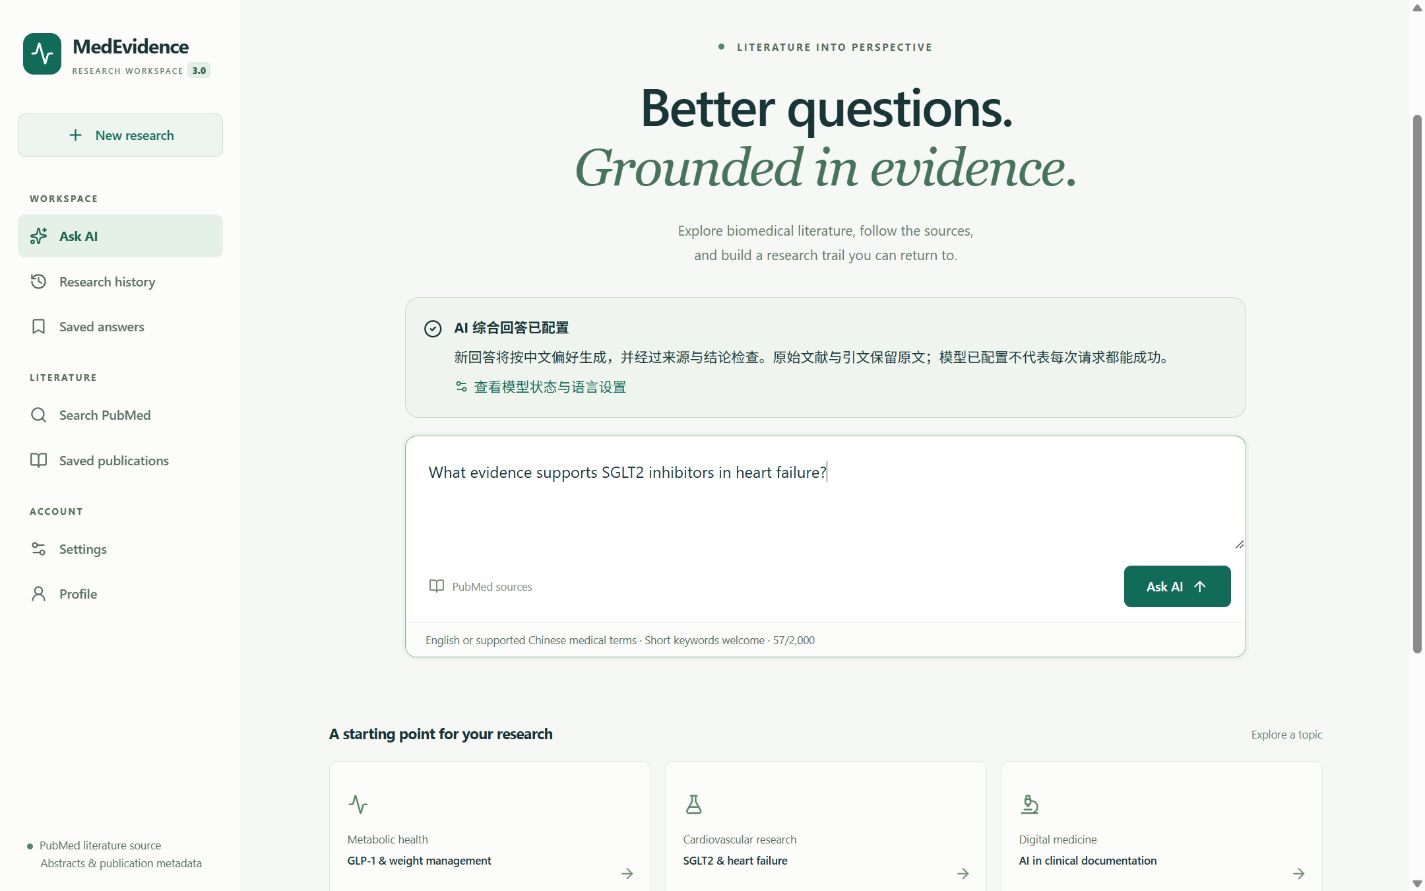 MedEvidence
RESEARCH WORKSPACE 3.0
New research
WORKSPACE
Ask AI
Research history
Saved answers
LITERATURE
Search PubMed
Saved publications
ACCOUNT
Settings
Profile
PubMed literature source
Abstracts & publication metadata
LITERATURE INTO PERSPECTIVE
Better questions.
Grounded in evidence.
Explore biomedical literature, follow the sources,
and build a research trail you can return to.
AI 综合回答已配置
新回答将按中文偏好生成，并经过来源与结论检查。原始文献与引文保留原文；模型已配置不代表每次请求都能成功。
查看模型状态与语言设置
What evidence supports SGLT2 inhibitors in heart failure?
PubMed sources
Ask AI
English or supported Chinese medical terms · Short keywords welcome · 57/2,000
A starting point for your research
Explore a topic
Metabolic health
GLP-1 & weight management
Cardiovascular research
SGLT2 & heart failure
Digital medicine
AI in clinical documentation